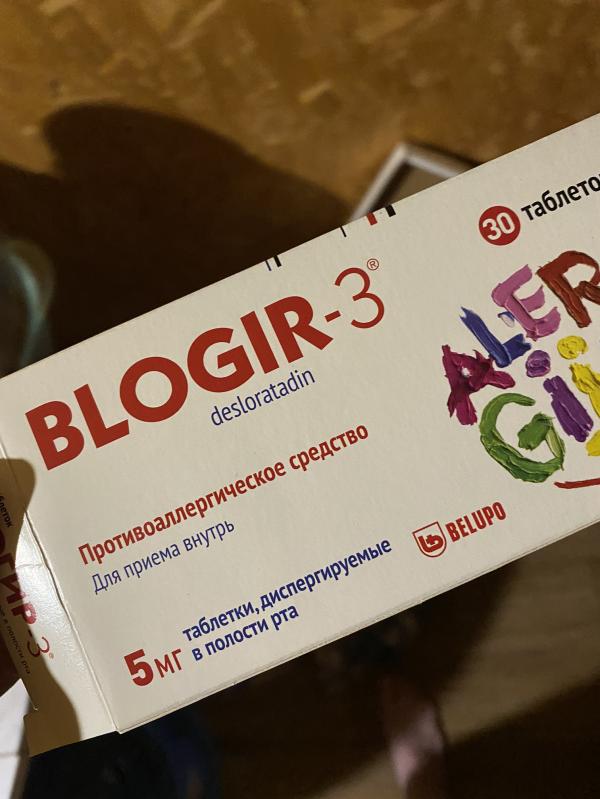 30 таблеток
BLOGIR-3®
desloratadin
Противоаллергическое средство
Для приема внутрь
5 мг таблетки, диспергируемые
в полости рта
BELUPO
ALER
Gi